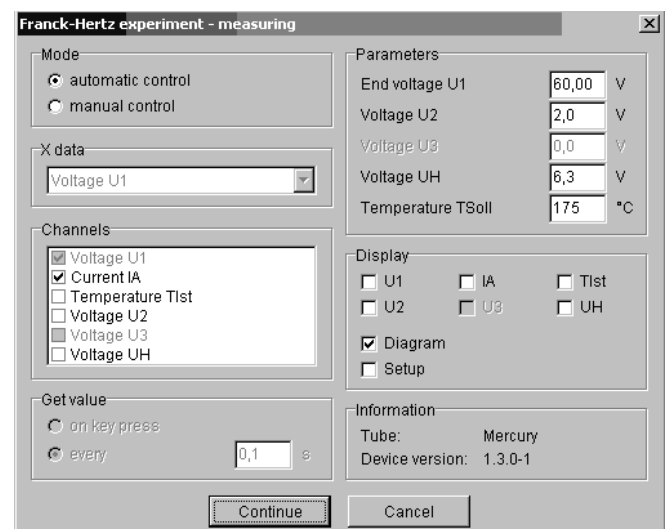 Franck-Hertz experiment - measuring
Mode
automatic control
manual control
X data
Voltage U1
Channels
Voltage U1
Current IA
Temperature TIst
Voltage U2
Voltage U3
Voltage UH
Get value
on key press
every 0,1 s
Parameters
End voltage U1 60,00 V
Voltage U2 2,0 V
Voltage U3 0,0 V
Voltage UH 6,3 V
Temperature TSoll 175 °C
Display
U1 IA TIst
U2 U3 UH
Diagram
Setup
Information
Tube: Mercury
Device version: 1.3.0-1
Continue Cancel